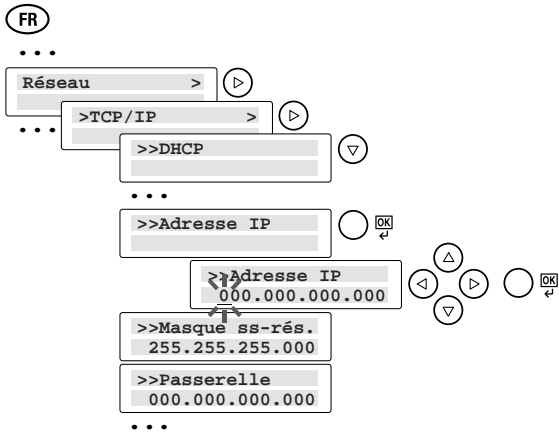 FR
...
Réseau >
...
>TCP/IP >
>>DHCP
...
>>Adresse IP
OK
>>Adresse IP
000.000.000.000
OK
>>Masque ss-rés.
255.255.255.000
>>Passerelle
000.000.000.000
...